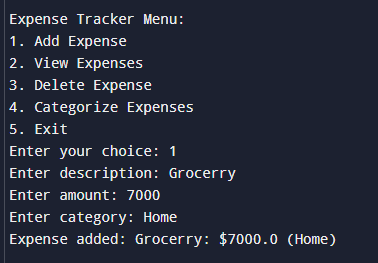 Expense Tracker Menu:
1. Add Expense
2. View Expenses
3. Delete Expense
4. Categorize Expenses
5. Exit
Enter your choice: 1
Enter description: Grocerry
Enter amount: 7000
Enter category: Home
Expense added: Grocerry: $7000.0 (Home)